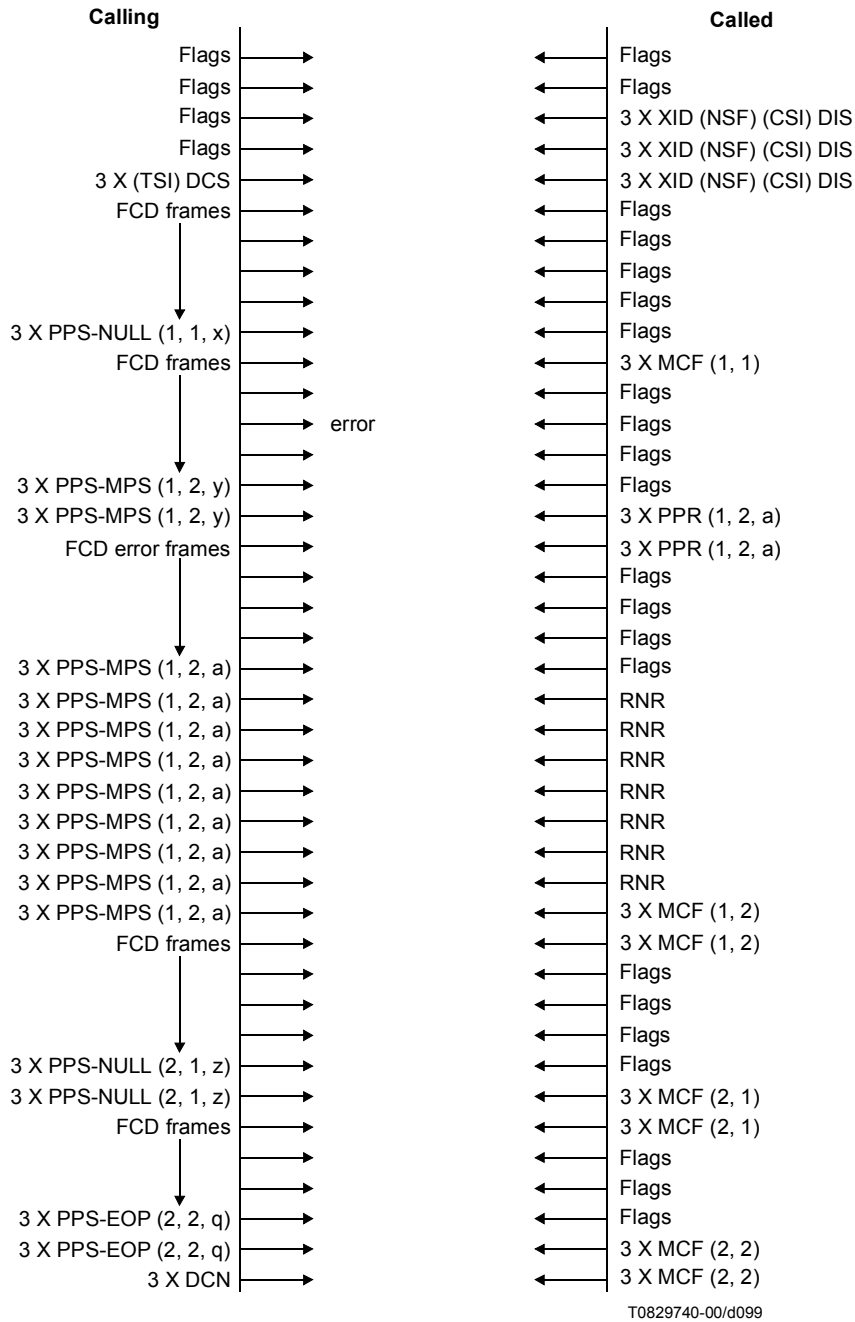 Calling Called
Flags Flags
Flags Flags
Flags 3 X XID (NSF) (CSI) DIS
Flags 3 X XID (NSF) (CSI) DIS
3 X (TSI) DCS 3 X XID (NSF) (CSI) DIS
FCD frames Flags
Flags
Flags
Flags
3 X PPS-NULL (1, 1, x) Flags
FCD frames 3 X MCF (1, 1)
Flags
error Flags
Flags
3 X PPS-MPS (1, 2, y) Flags
3 X PPS-MPS (1, 2, y) 3 X PPR (1, 2, a)
FCD error frames 3 X PPR (1, 2, a)
Flags
Flags
Flags
3 X PPS-MPS (1, 2, a) Flags
3 X PPS-MPS (1, 2, a) RNR
3 X PPS-MPS (1, 2, a) RNR
3 X PPS-MPS (1, 2, a) RNR
3 X PPS-MPS (1, 2, a) RNR
3 X PPS-MPS (1, 2, a) RNR
3 X PPS-MPS (1, 2, a) RNR
3 X PPS-MPS (1, 2, a) RNR
3 X PPS-MPS (1, 2, a) 3 X MCF (1, 2)
FCD frames 3 X MCF (1, 2)
Flags
Flags
Flags
3 X PPS-NULL (2, 1, z) Flags
3 X PPS-NULL (2, 1, z) 3 X MCF (2, 1)
FCD frames 3 X MCF (2, 1)
Flags
Flags
3 X PPS-EOP (2, 2, q) Flags
3 X PPS-EOP (2, 2, q) 3 X MCF (2, 2)
3 X DCN 3 X MCF (2, 2)
T0829740-00/d099